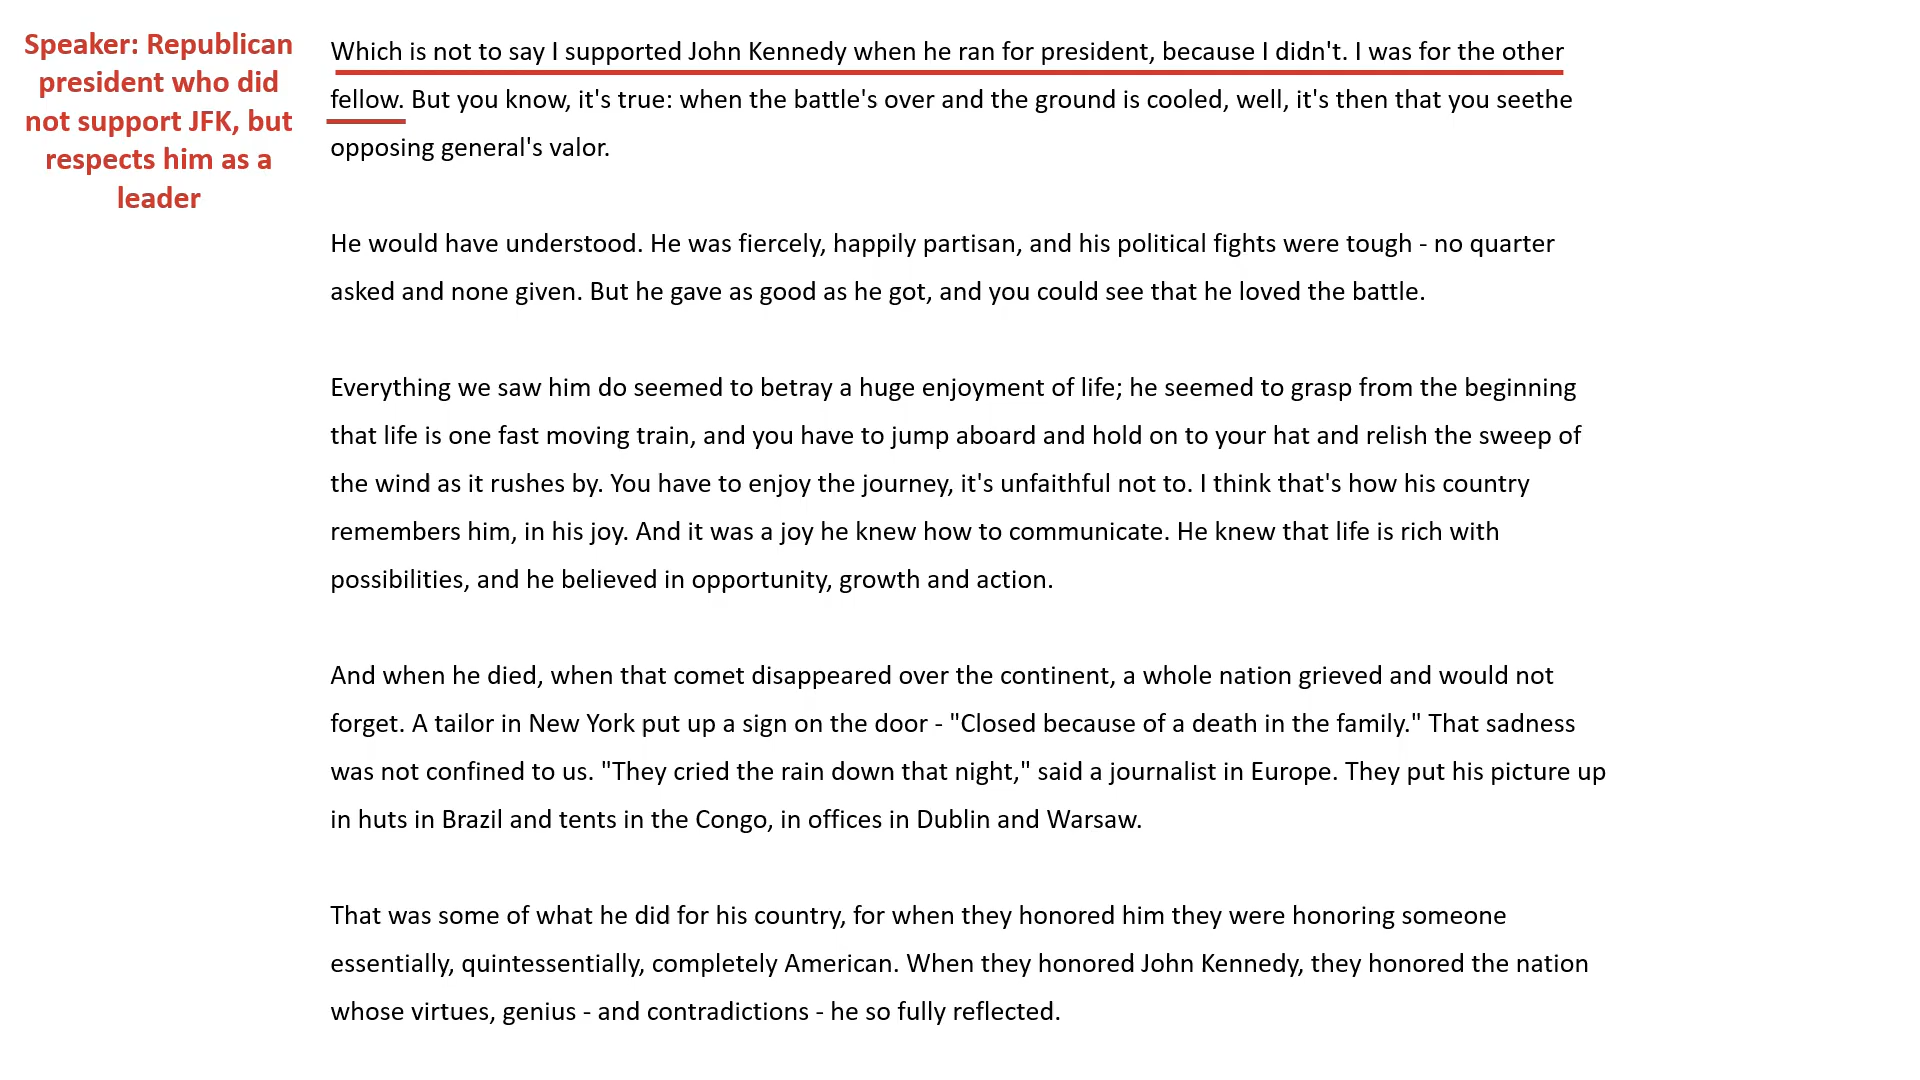 Speaker: Republican
president who did
not support JFK, but
respects him as a
leader
Which is not to say I supported John Kennedy when he ran for president, because I didn't. I was for the other
fellow. But you know, it's true: when the battle's over and the ground is cooled, well, it's then that you seethe
opposing general's valor.
He would have understood. He was fiercely, happily partisan, and his political fights were tough - no quarter
asked and none given. But he gave as good as he got, and you could see that he loved the battle.
Everything we saw him do seemed to betray a huge enjoyment of life; he seemed to grasp from the beginning
that life is one fast moving train, and you have to jump aboard and hold on to your hat and relish the sweep of
the wind as it rushes by. You have to enjoy the journey, it's unfaithful not to. I think that's how his country
remembers him, in his joy. And it was a joy he knew how to communicate. He knew that life is rich with
possibilities, and he believed in opportunity, growth and action.
And when he died, when that comet disappeared over the continent, a whole nation grieved and would not
forget. A tailor in New York put up a sign on the door - "Closed because of a death in the family." That sadness
was not confined to us. "They cried the rain down that night," said a journalist in Europe. They put his picture up
in huts in Brazil and tents in the Congo, in offices in Dublin and Warsaw.
That was some of what he did for his country, for when they honored him they were honoring someone
essentially, quintessentially, completely American. When they honored John Kennedy, they honored the nation
whose virtues, genius - and contradictions - he so fully reflected.